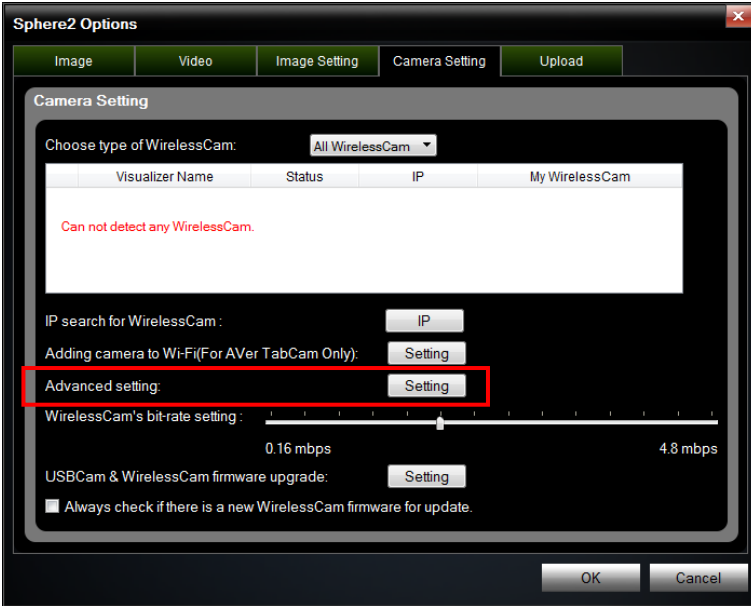 Sphere2 Options
Image Video Image Setting Camera Setting Upload
Camera Setting
Choose type of WirelessCam: All WirelessCam
Visualizer Name Status IP My WirelessCam
Can not detect any WirelessCam.
IP search for WirelessCam : IP
Adding camera to Wi-Fi(For AVer TabCam Only): Setting
Advanced setting: Setting
WirelessCam's bit-rate setting :
0.16 mbps 4.8 mbps
USBCam & WirelessCam firmware upgrade: Setting
Always check if there is a new WirelessCam firmware for update.
OK Cancel